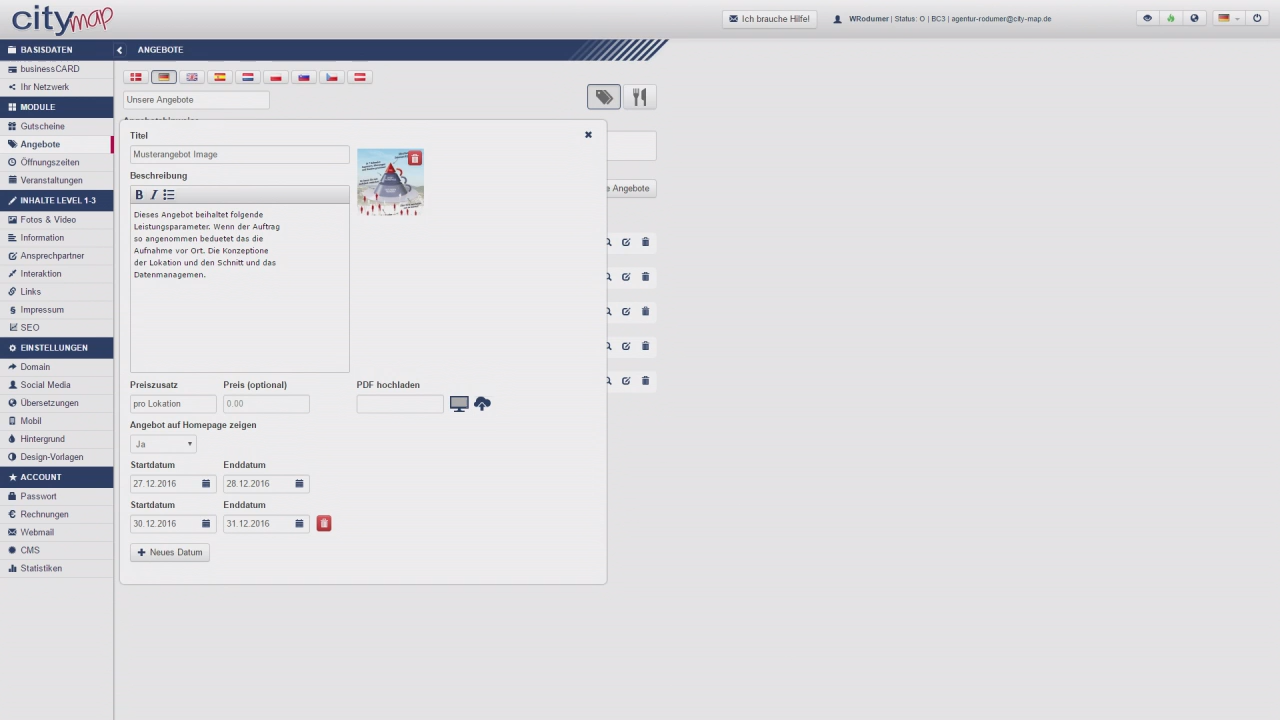 city map
Ich brauche Hilfe!
WRodumer | Status: O | BC3 | agentur-rodumer@city-map.de
BASISDATEN
businessCARD
Ihr Netzwerk
MODULE
Gutscheine
Angebote
Öffnungszeiten
Veranstaltungen
INHALTE LEVEL 1-3
Fotos & Video
Information
Ansprechpartner
Interaktion
Links
Impressum
SEO
EINSTELLUNGEN
Domain
Social Media
Übersetzungen
Mobil
Hintergrund
Design-Vorlagen
ACCOUNT
Passwort
Rechnungen
Webmail
CMS
Statistiken
ANGEBOTE
Unsere Angebote
e Angebote
Titel
Musterangebot Image
Beschreibung
B I
Dieses Angebot beihaltet folgende
Leistungsparameter. Wenn der Auftrag
so angenommen beduetet das die
Aufnahme vor Ort. Die Konzeptione
der Lokation und den Schnitt und das
Datenmanagemen.
Preiszusatz Preis (optional) PDF hochladen
pro Lokation 0.00
Angebot auf Homepage zeigen
Ja
Startdatum Enddatum
27.12.2016 28.12.2016
Startdatum Enddatum
30.12.2016 31.12.2016
Neues Datum